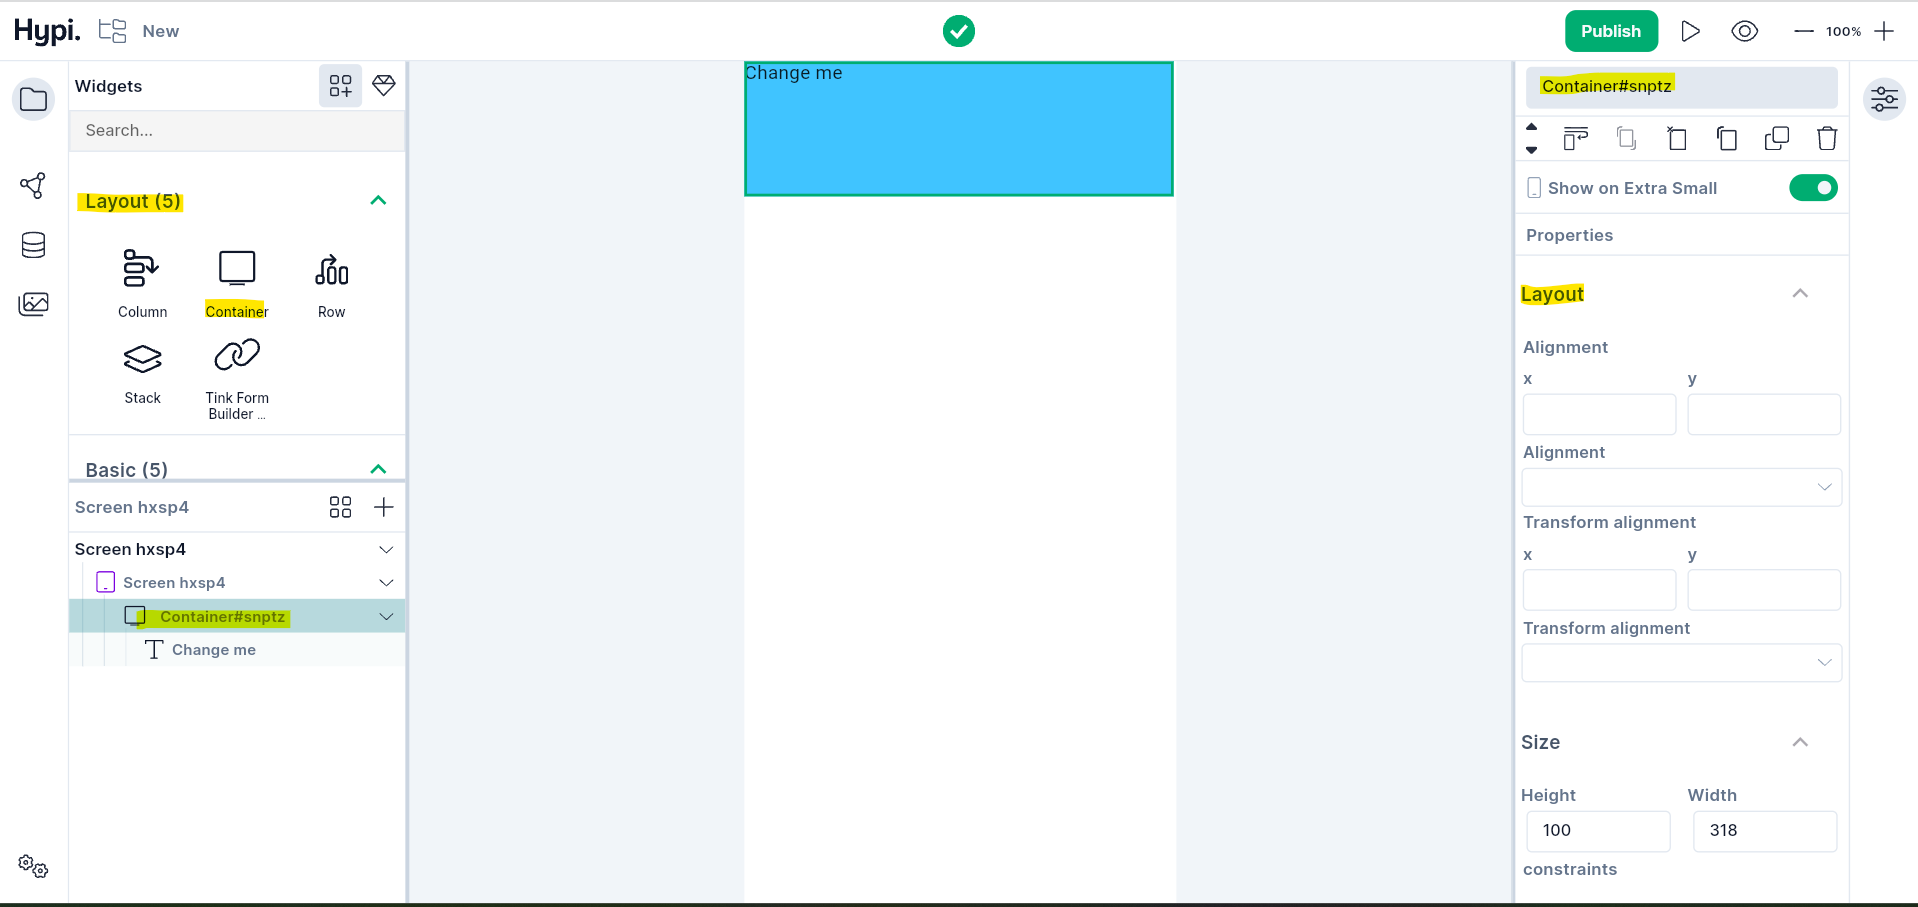 Hypi.
New
Publish
100%
Widgets
Search...
Layout (5)
Column
Container
Row
Stack
Tink Form
Builder ...
Basic (5)
Screen hxsp4
Screen hxsp4
Screen hxsp4
Container#snptz
Change me
Change me
Container#snptz
Show on Extra Small
Properties
Layout
Alignment
x y
Alignment
Transform alignment
x y
Transform alignment
Size
Height Width
100 318
constraints